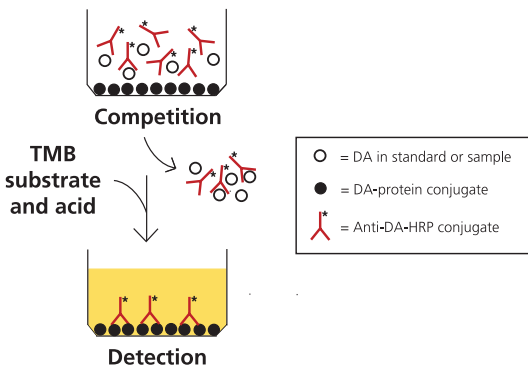 Competition
TMB
substrate
and acid
= DA in standard or sample
= DA-protein conjugate
* = Anti-DA-HRP conjugate
Detection